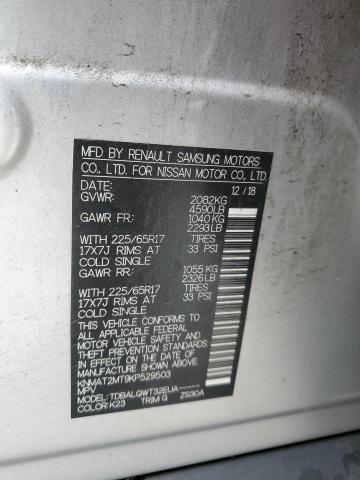 MFD BY RENAULT SAMSUNG MOTORS
CO., LTD. FOR NISSAN MOTOR CO., LTD
DATE: 12 / 18
GVWR: 2082KG
4590LB
GAWR FR: 1040 KG
2293 LB
WITH 225/65R17 TIRES
17X7J RIMS AT 33 PSI
COLD SINGLE
GAWR RR: 1055 KG
2326 LB
WITH 225/65R17 TIRES
17X7J RIMS AT 33 PSI
COLD SINGLE
THIS VEHICLE CONFORMS TO
ALL APPLICABLE FEDERAL
MOTOR VEHICLE SAFETY AND
BUMPER STANDARDS IN EFFECT
ON THE DATE OF
MANUFACTURE SHOWN ABOVE.
KNMAT2MT9KP529503
MPV
MODEL: TDBALGWT32EUA------
COLOR: K23 TRIM G ZS30A